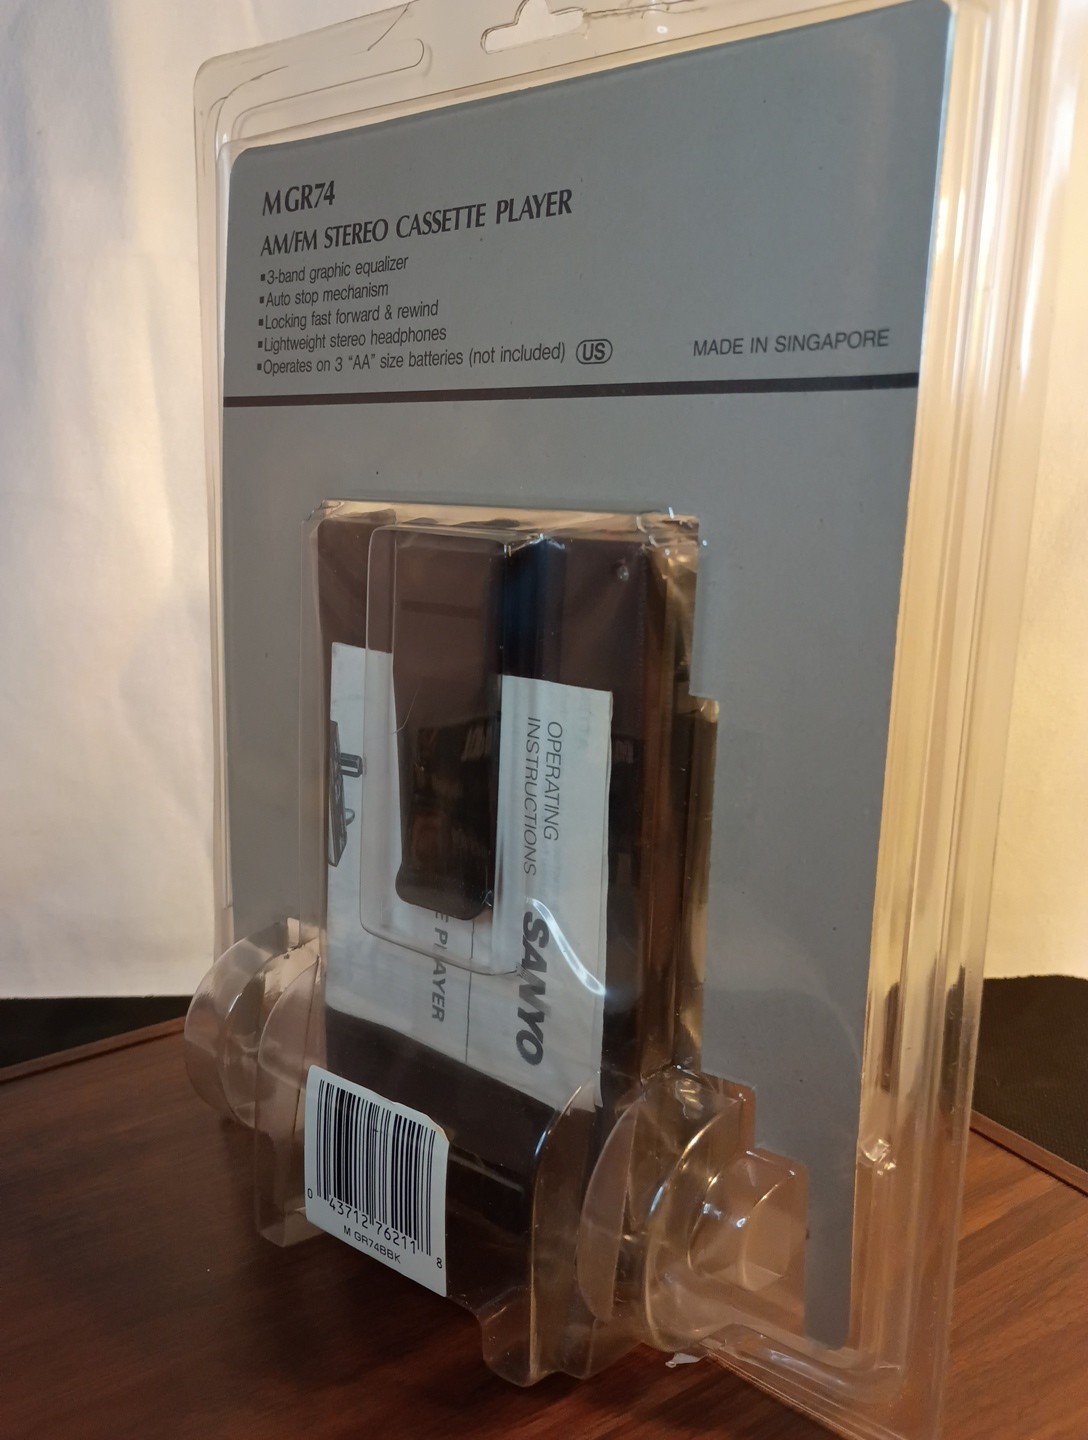 M GR74
AM/FM STEREO CASSETTE PLAYER
▪3-band graphic equalizer
▪Auto stop mechanism
▪Locking fast forward & rewind
▪Lightweight stereo headphones
▪Operates on 3 "AA" size batteries (not included) US
MADE IN SINGAPORE
OPERATING
INSTRUCTIONS
SANYO
PLAYER
0 43712 76211 8
M GR74BBK